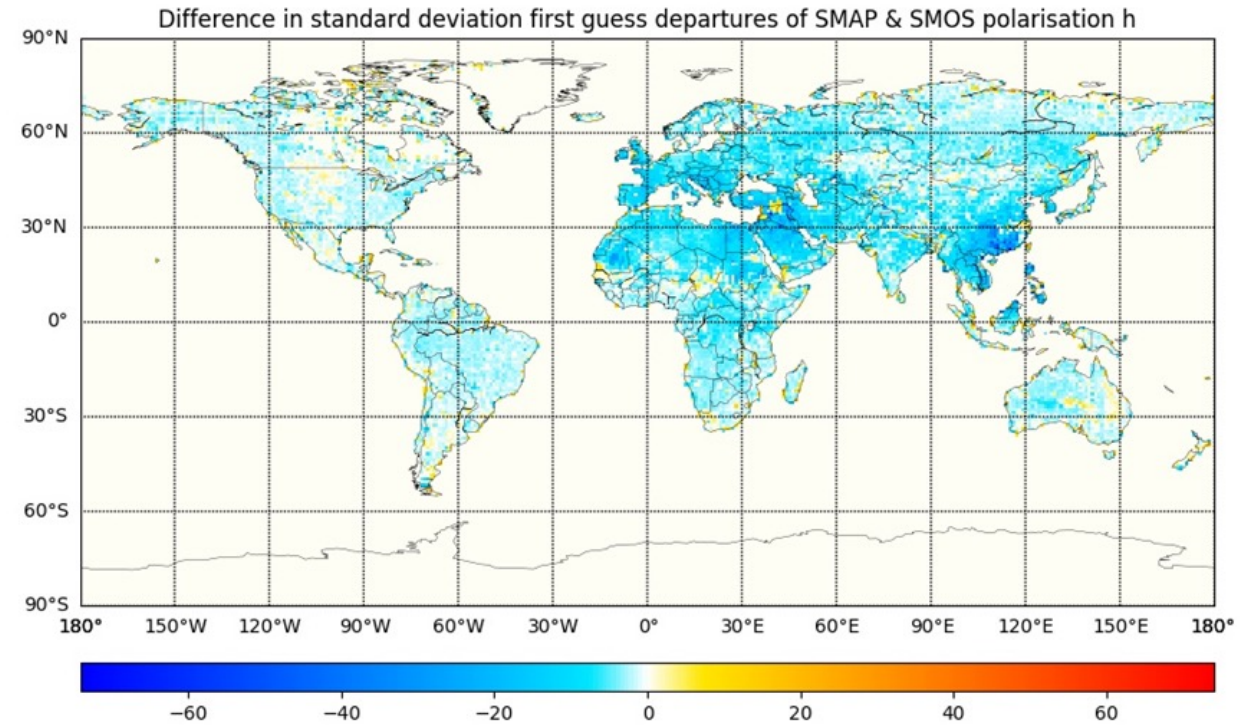 Difference in standard deviation first guess departures of SMAP & SMOS polarisation h
90°N
60°N
30°N
0°
30°S
60°S
90°S
180° 150°W 120°W 90°W 60°W 30°W 0° 30°E 60°E 90°E 120°E 150°E 180°
−60 −40 −20 0 20 40 60